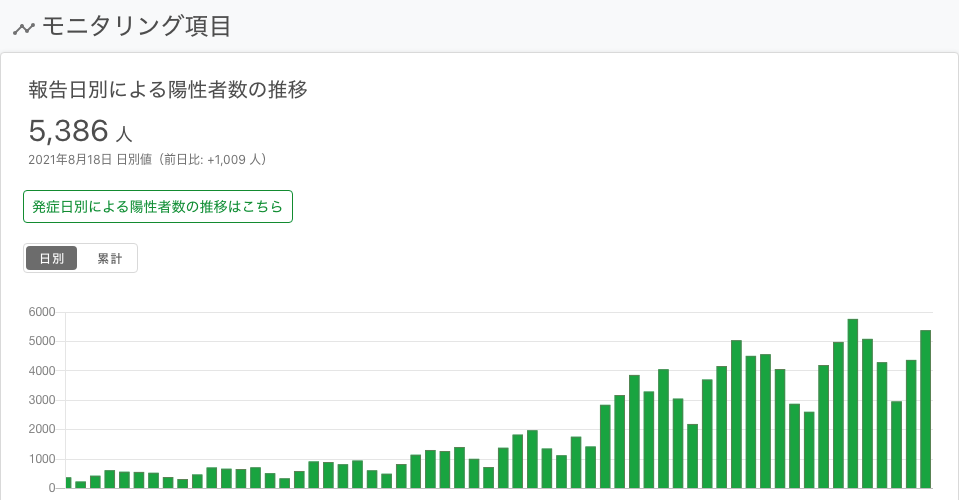 モニタリング項目
報告日別による陽性者数の推移
5,386 人
2021年8月18日 日別値（前日比: +1,009 人）
発症日別による陽性者数の推移はこちら
日別 累計
6000
5000
4000
3000
2000
1000
0